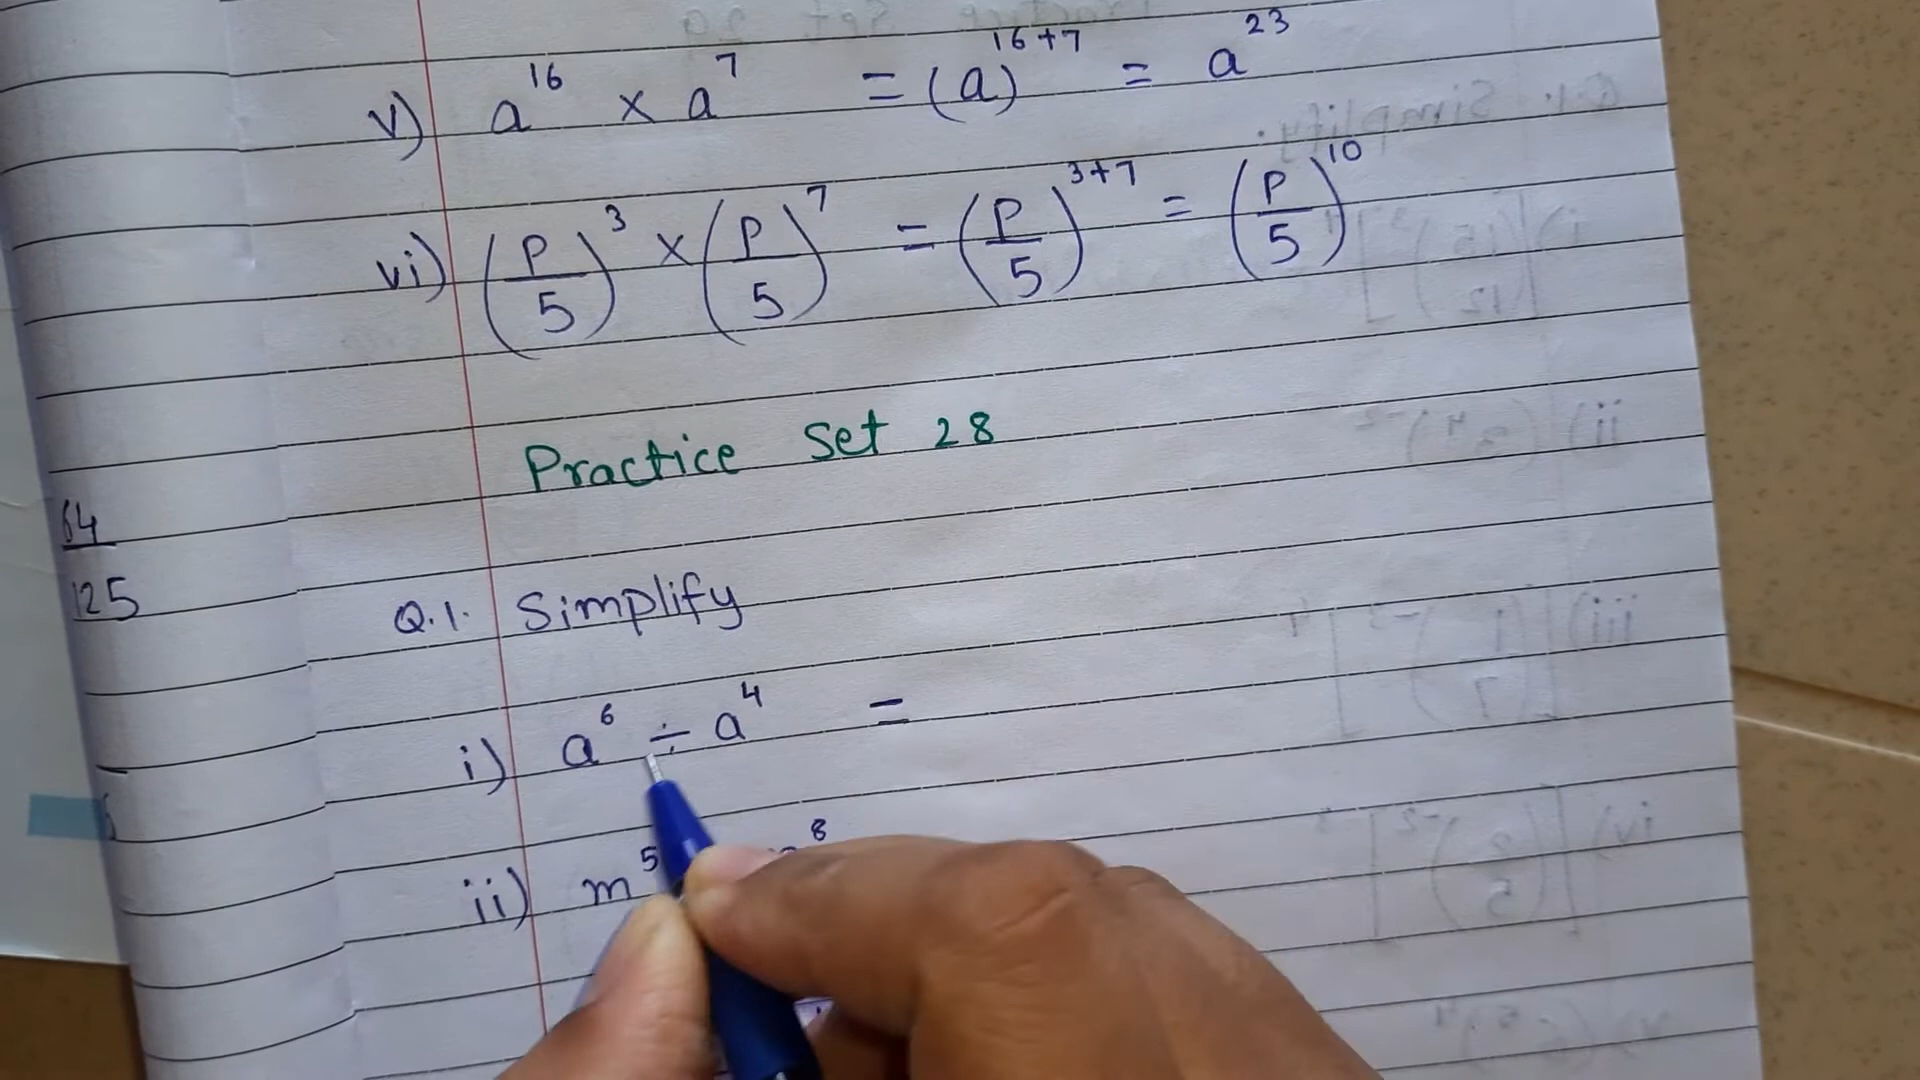 v) a¹⁶ × a⁷ = (a)¹⁶⁺⁷ = a²³
vi) (P/5)³ × (P/5)⁷ = (P/5)³⁺⁷ = (P/5)¹⁰
Practice Set 28
64
125
Q.1. Simplify
i) a⁶ ÷ a⁴ =
ii) m⁵ ⁸